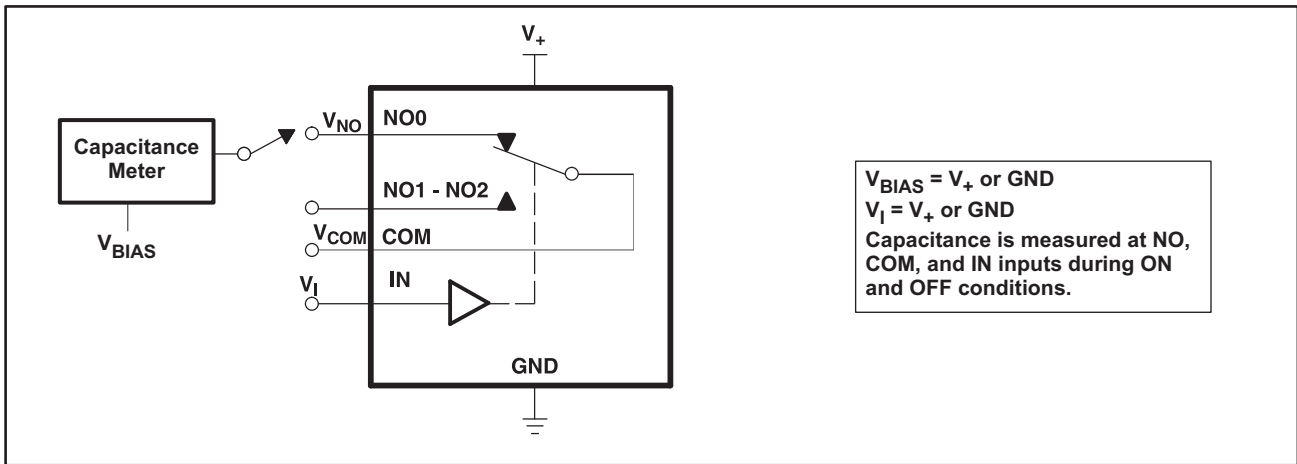 V+
Capacitance
Meter
VBIAS
VNO
NO0
NO1 - NO2
VCOM
COM
VI
IN
GND
VBIAS = V+ or GND
VI = V+ or GND
Capacitance is measured at NO,
COM, and IN inputs during ON
and OFF conditions.